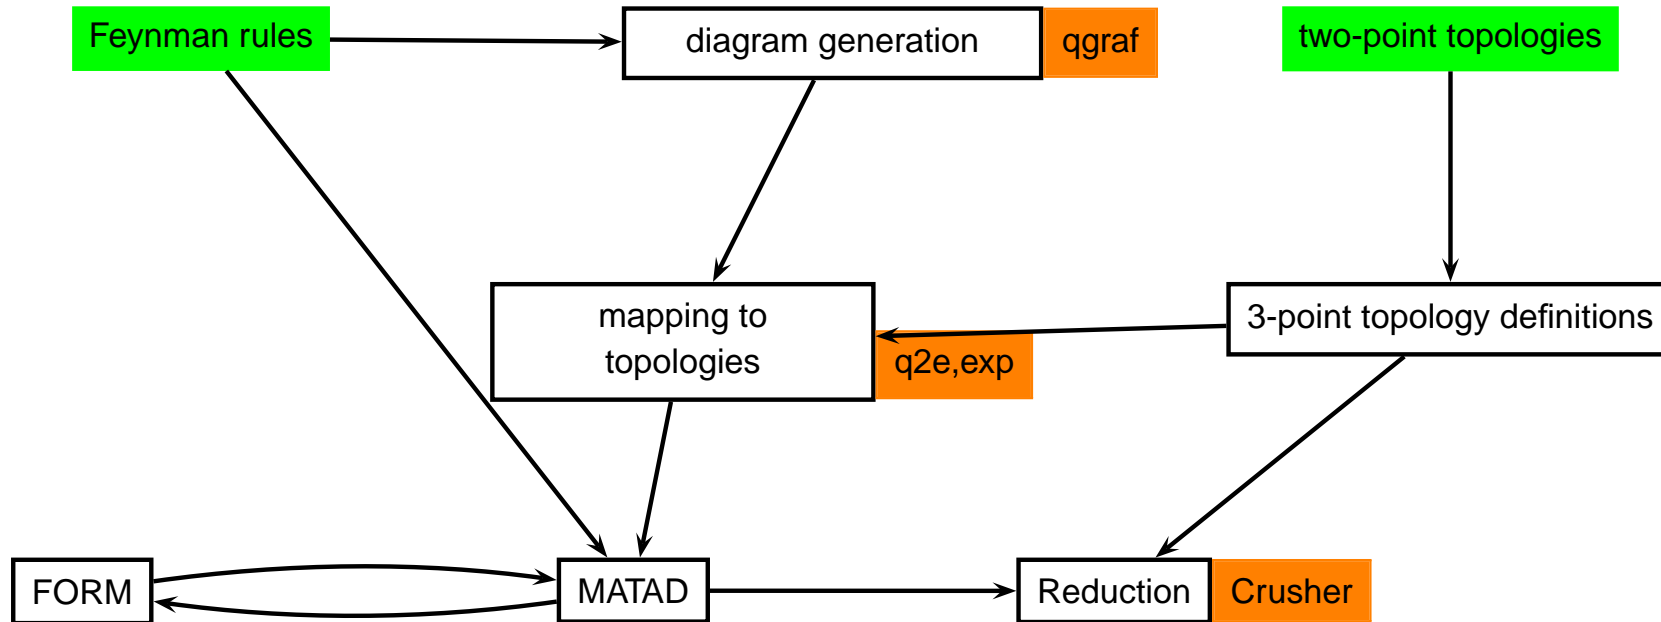 Feynman rules
diagram generation
qgraf
two-point topologies
mapping to
topologies
q2e,exp
3-point topology definitions
FORM
MATAD
Reduction
Crusher